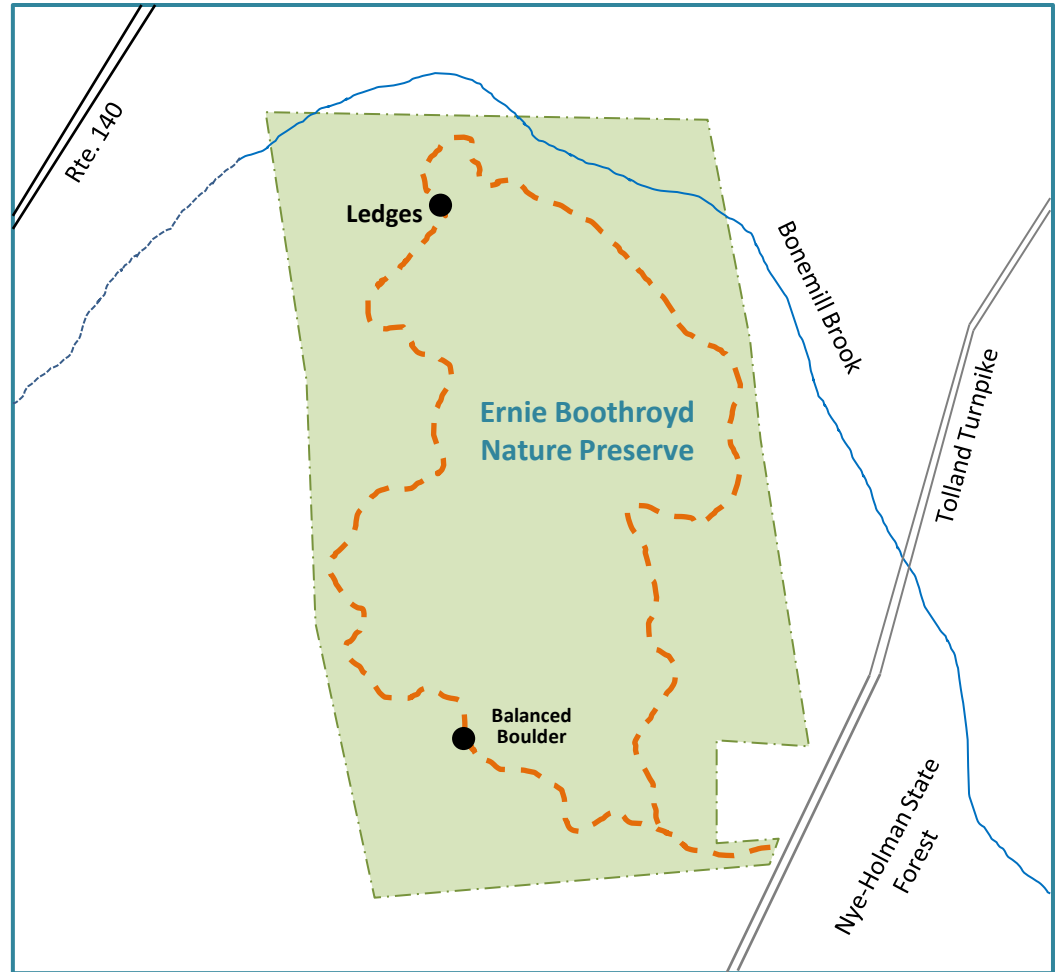 Rte. 140
Ledges
Bonemill Brook
Tolland Turnpike
Ernie Boothroyd
Nature Preserve
Balanced
Boulder
Nye-Holman State
Forest